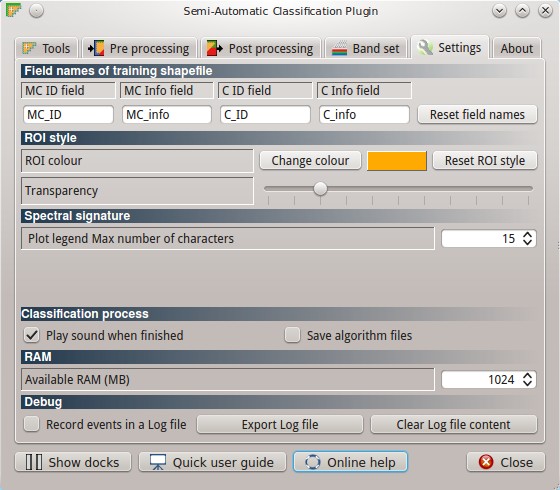 Semi-Automatic Classification Plugin
Tools Pre processing Post processing Band set Settings About
Field names of training shapefile
MC ID field MC Info field C ID field C Info field
MC_ID MC_info C_ID C_info Reset field names
ROI style
ROI colour Change colour Reset ROI style
Transparency
Spectral signature
Plot legend Max number of characters 15
Classification process
Play sound when finished Save algorithm files
RAM
Available RAM (MB) 1024
Debug
Record events in a Log file Export Log file Clear Log file content
Show docks Quick user guide Online help Close